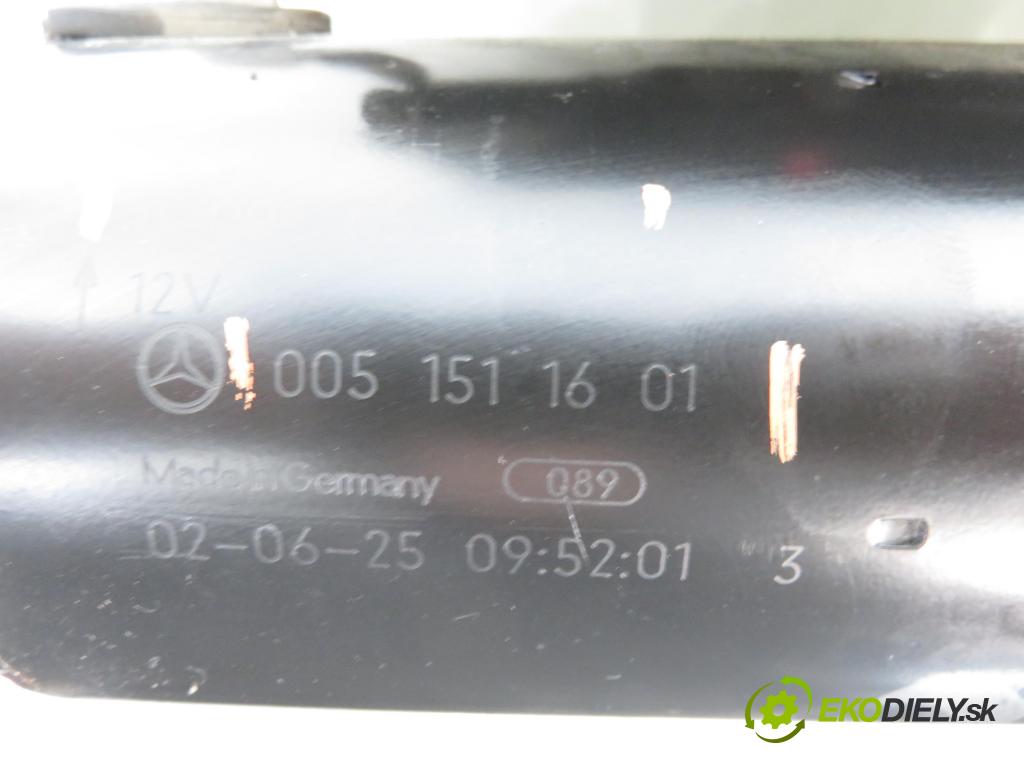 12V
005 151 16 01
Made in Germany 089
02-06-25 09:52:01 3
EKODIELY.sk